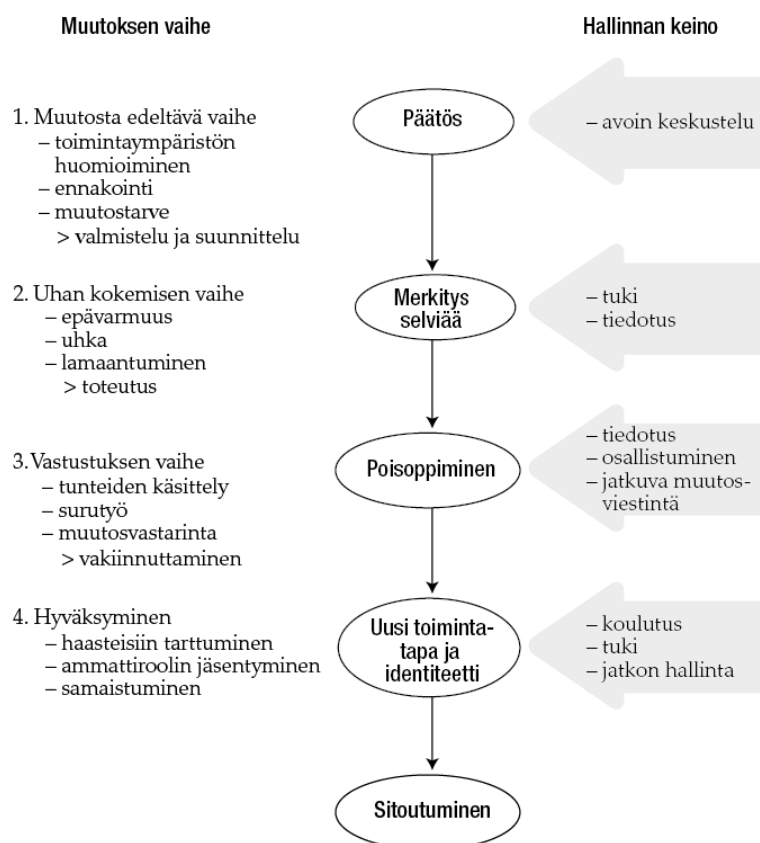 Muutoksen vaihe
Hallinnan keino
1. Muutosta edeltävä vaihe
– toimintaympäristön
huomioiminen
– ennakointi
– muutostarve
> valmistelu ja suunnittelu
Päätös
– avoin keskustelu
2. Uhan kokemisen vaihe
– epävarmuus
– uhka
– lamaantuminen
> toteutus
Merkitys
selviää
– tuki
– tiedotus
3.Vastustuksen vaihe
– tunteiden käsittely
– surutyö
– muutosvastarinta
> vakiinnuttaminen
Poisoppiminen
– tiedotus
– osallistuminen
– jatkuva muutos-
viestintä
4. Hyväksyminen
– haasteisiin tarttuminen
– ammattiroolin jäsentyminen
– samaistuminen
Uusi toiminta-
tapa ja
identiteetti
– koulutus
– tuki
– jatkon hallinta
Sitoutuminen